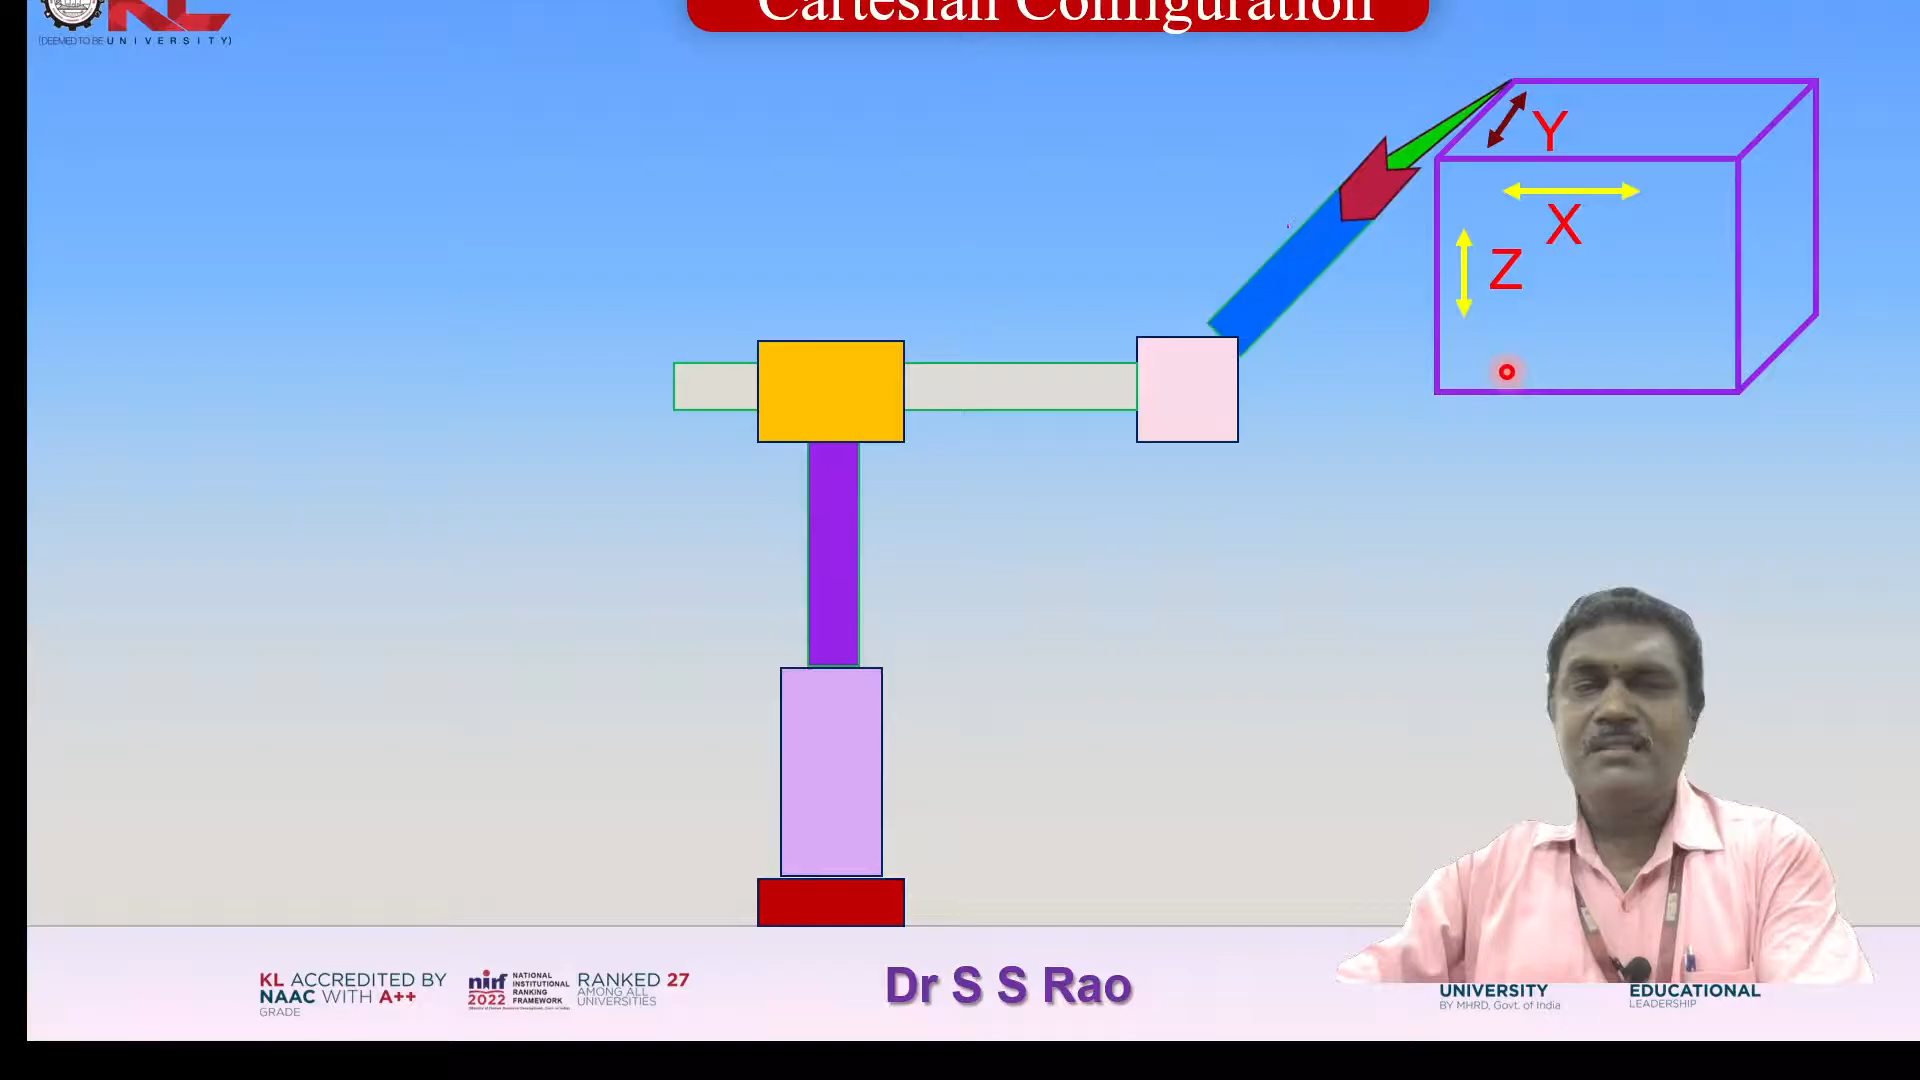 Cartesian Configuration
KL
(DEEMED TO BE UNIVERSITY)
Y
X
Z
KL ACCREDITED BY
NAAC WITH A++
GRADE
nirf
2022
NATIONAL
INSTITUTIONAL
RANKING
FRAMEWORK
RANKED 27
AMONG ALL
UNIVERSITIES
Dr S S Rao
UNIVERSITY
BY MHRD, Govt. of India
EDUCATIONAL
LEADERSHIP